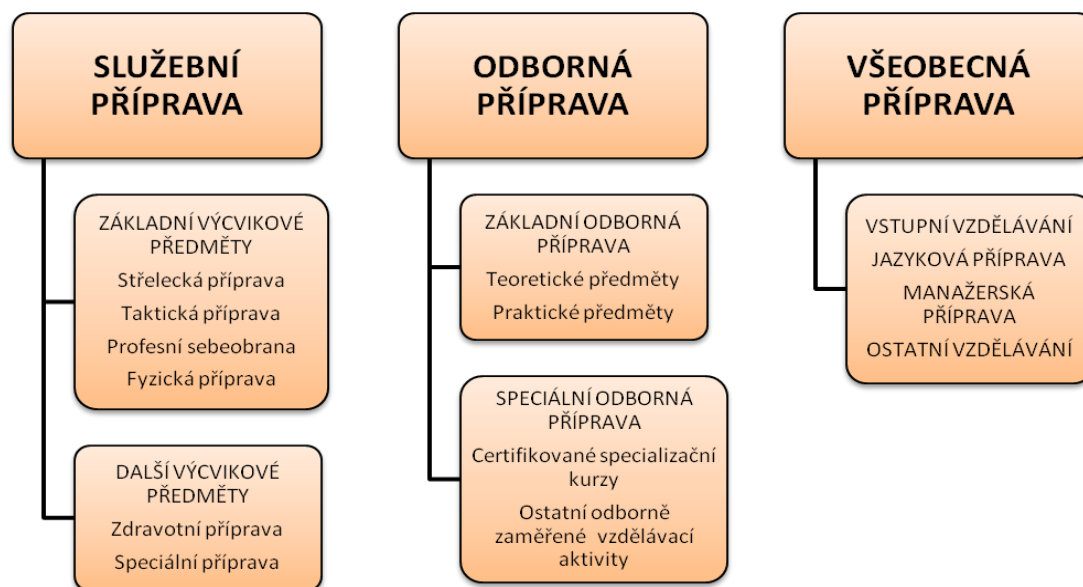 SLUŽEBNÍ
PŘÍPRAVA
ZÁKLADNÍ VÝCVIKOVÉ
PŘEDMĚTY
Střelecká příprava
Taktická příprava
Profesní sebeobrana
Fyzická příprava
DALŠÍ VÝCVIKOVÉ
PŘEDMĚTY
Zdravotní příprava
Speciální příprava
ODBORNÁ
PŘÍPRAVA
ZÁKLADNÍ ODBORNÁ
PŘÍPRAVA
Teoretické předměty
Praktické předměty
SPECIÁLNÍ ODBORNÁ
PŘÍPRAVA
Certifikované specializační
kurzy
Ostatní odborně
zaměřené vzdělávací
aktivity
VŠEOBECNÁ
PŘÍPRAVA
VSTUPNÍ VZDĚLÁVÁNÍ
JAZYKOVÁ PŘÍPRAVA
MANAŽERSKÁ
PŘÍPRAVA
OSTATNÍ VZDĚLÁVÁNÍ